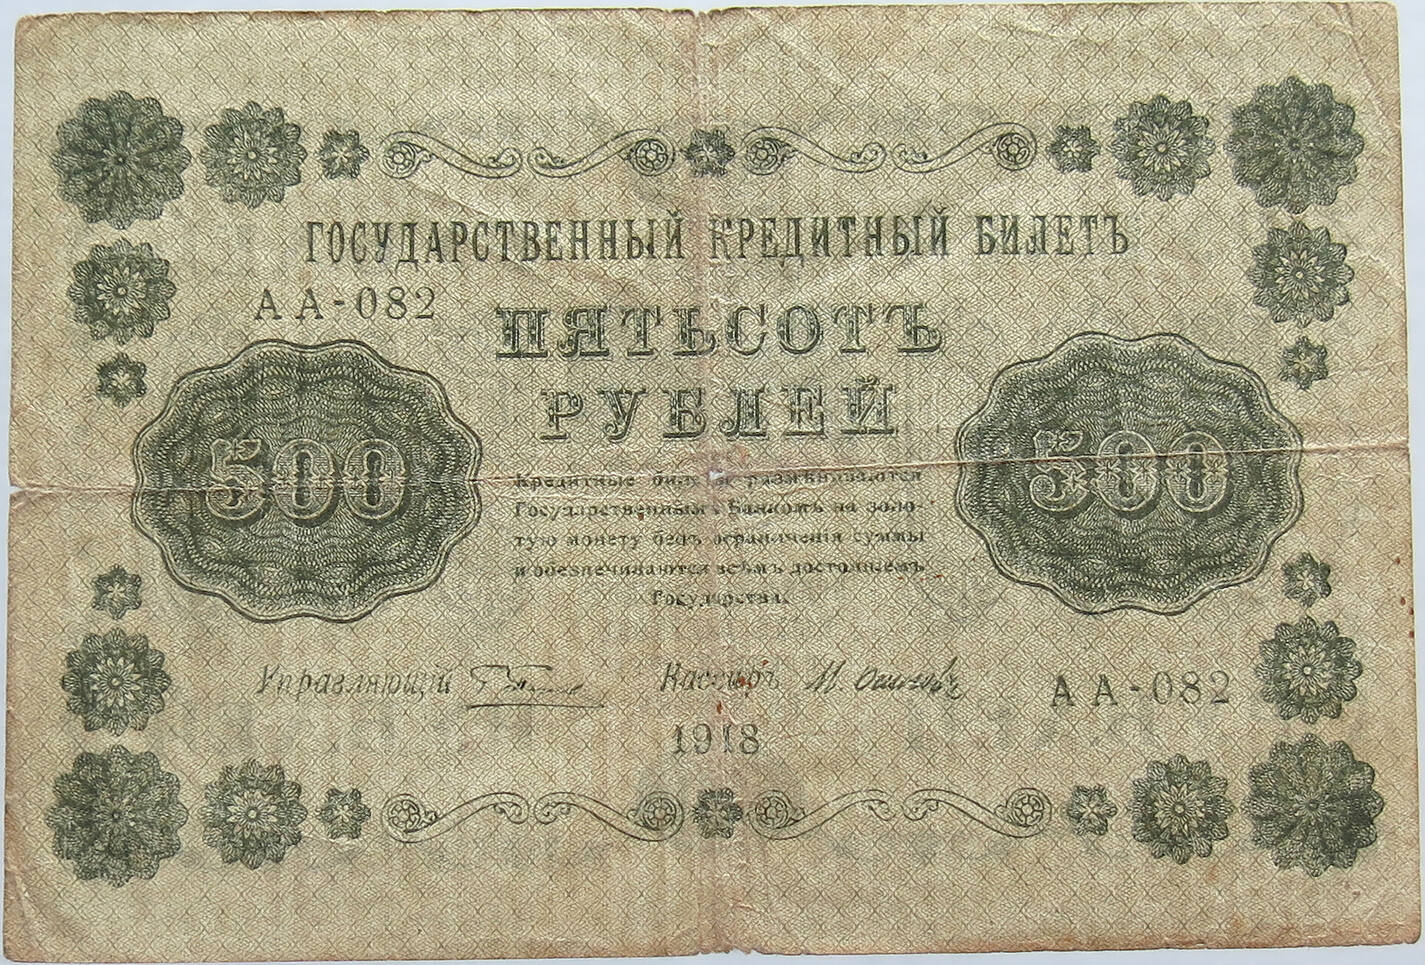 ГОСУДАРСТВЕННЫЙ КРЕДИТНЫЙ БИЛЕТЪ
АА-082
ПЯТЬСОТЪ
РУБЛЕЙ
500
500
Кредитные билеты размѣниваются
Государственнымъ Банкомъ на золо-
тую монету безъ ограниченія суммы
и обезпечиваются всѣмъ достояніемъ
Государства.
Управляющій
Кассиръ
АА-082
1918